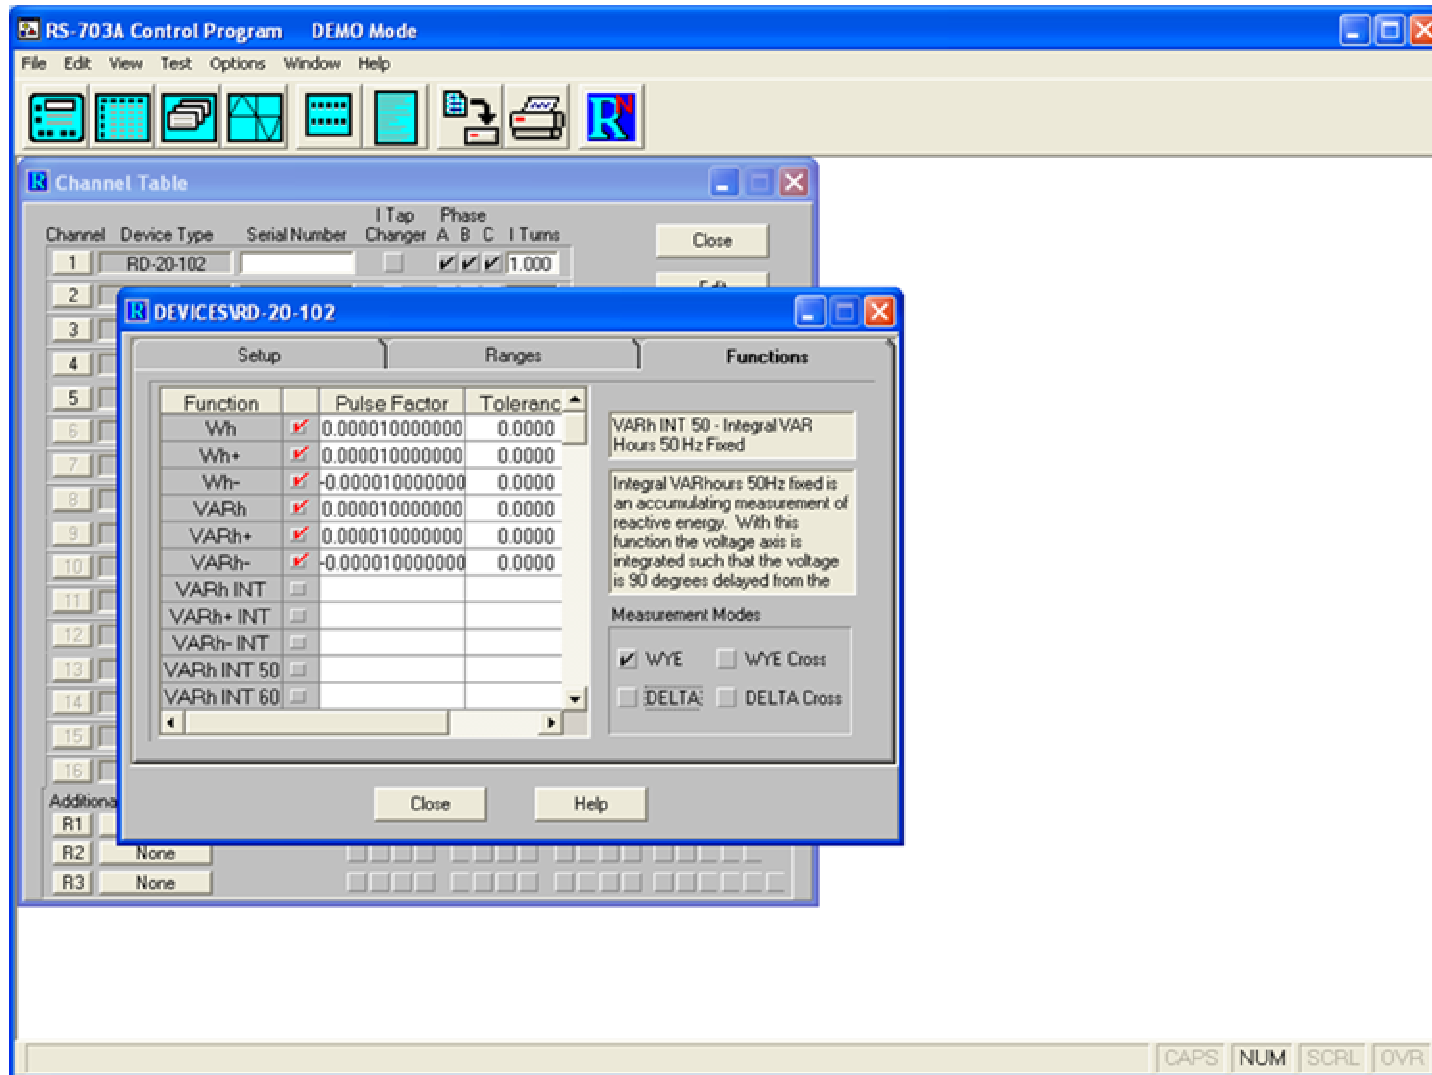 RS-703A Control Program DEMO Mode
File Edit View Test Options Window Help
RN
R Channel Table
I Tap Phase
Channel Device Type Serial Number Changer A B C I Turns
Close
1 RD-20-102 1.000
2
R DEVICES\RD-20-102
3
Setup Ranges Functions
4
5
Function Pulse Factor Toleranc
Wh 0.000010000000 0.0000
VARh INT 50 - Integral VAR
Hours 50 Hz Fixed
6
Wh+ 0.000010000000 0.0000
7
Wh- -0.000010000000 0.0000
Integral VARhours 50Hz fixed is
an accumulating measurement of
reactive energy. With this
function the voltage axis is
integrated such that the voltage
is 90 degrees delayed from the
8
VARh 0.000010000000 0.0000
9
VARh+ 0.000010000000 0.0000
10
VARh- -0.000010000000 0.0000
11
VARh INT
VARh+ INT
Measurement Modes
12
VARh- INT
13
VARh INT 50
WYE WYE Cross
14
VARh INT 60
DELTA DELTA Cross
15
16
Additiona
Close Help
R1
R2 None
R3 None
CAPS NUM SCRL OVR